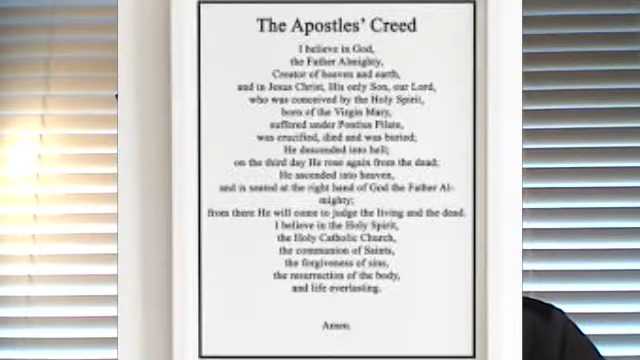 The Apostles' Creed
I believe in God,
the Father Almighty,
Creator of heaven and earth,
and in Jesus Christ, His only Son, our Lord,
who was conceived by the Holy Spirit,
born of the Virgin Mary,
suffered under Pontius Pilate,
was crucified, died and was buried;
He descended into hell;
on the third day He rose again from the dead;
He ascended into heaven,
and is seated at the right hand of God the Father Al-
mighty;
from there He will come to judge the living and the dead.
I believe in the Holy Spirit,
the Holy Catholic Church,
the communion of Saints,
the forgiveness of sins,
the resurrection of the body,
and life everlasting.
Amen.